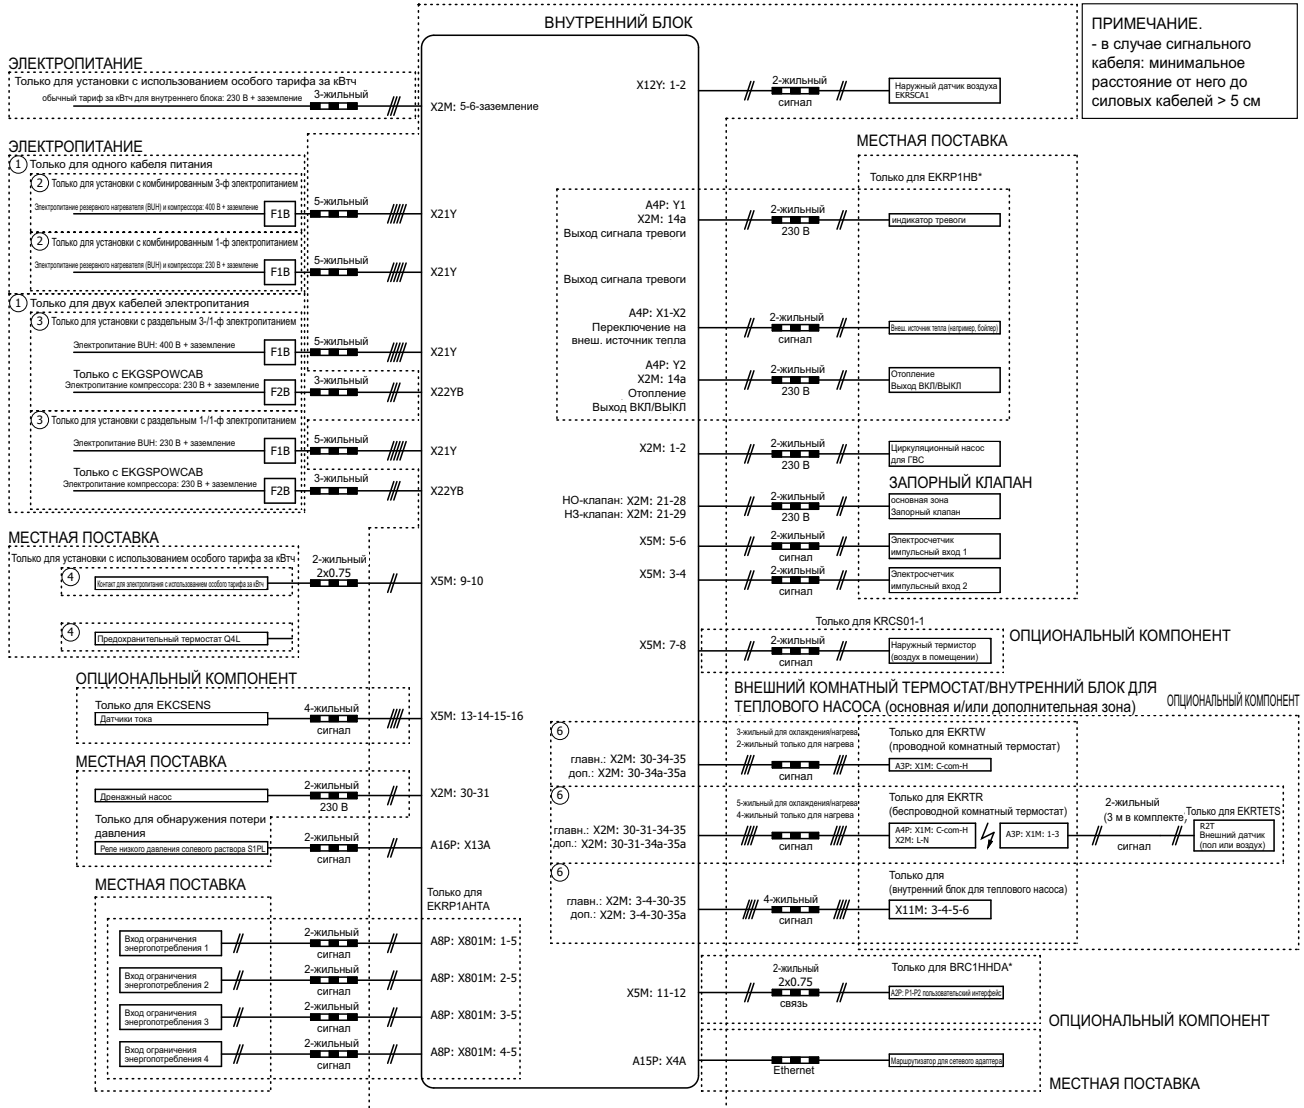 ВНУТРЕННИЙ БЛОК
ПРИМЕЧАНИЕ.
- в случае сигнального
кабеля: минимальное
расстояние от него до
силовых кабелей > 5 см
ЭЛЕКТРОПИТАНИЕ
Только для установки с использованием особого тарифа за кВтч
обычный тариф за кВтч для внутреннего блока: 230 В + заземление
3-жильный
X2M: 5-6-заземление
ЭЛЕКТРОПИТАНИЕ
1 Только для одного кабеля питания
2 Только для установки с комбинированным 3-ф электропитанием
Электропитание резервного нагревателя (BUH) и компрессора: 400 В + заземление
F1B
5-жильный
X21Y
2 Только для установки с комбинированным 1-ф электропитанием
Электропитание резервного нагревателя (BUH) и компрессора: 230 В + заземление
F1B
5-жильный
X21Y
1 Только для двух кабелей электропитания
3 Только для установки с раздельным 3-/1-ф электропитанием
Электропитание BUH: 400 В + заземление
F1B
5-жильный
X21Y
Только с EKGSPOWCAB
Электропитание компрессора: 230 В + заземление
F2B
3-жильный
X22YB
3 Только для установки с раздельным 1-/1-ф электропитанием
Электропитание BUH: 230 В + заземление
F1B
5-жильный
X21Y
Только с EKGSPOWCAB
Электропитание компрессора: 230 В + заземление
F2B
3-жильный
X22YB
МЕСТНАЯ ПОСТАВКА
Только для установки с использованием особого тарифа за кВтч
4
Контакт для электропитания с использованием особого тарифа за кВтч
2-жильный
2x0.75
X5M: 9-10
4
Предохранительный термостат Q4L
ОПЦИОНАЛЬНЫЙ КОМПОНЕНТ
Только для EKCSENS
Датчики тока
4-жильный
сигнал
X5M: 13-14-15-16
МЕСТНАЯ ПОСТАВКА
Дренажный насос
2-жильный
230 В
X2M: 30-31
Только для обнаружения потери
давления
Реле низкого давления солевого раствора S1PL
2-жильный
сигнал
A16P: X13A
МЕСТНАЯ ПОСТАВКА
Только для
EKRP1AHTA
Вход ограничения
энергопотребления 1
2-жильный
сигнал
A8P: X801M: 1-5
Вход ограничения
энергопотребления 2
2-жильный
сигнал
A8P: X801M: 2-5
Вход ограничения
энергопотребления 3
2-жильный
сигнал
A8P: X801M: 3-5
Вход ограничения
энергопотребления 4
2-жильный
сигнал
A8P: X801M: 4-5
X12Y: 1-2
2-жильный
сигнал
Наружный датчик воздуха
EKRSCA1
МЕСТНАЯ ПОСТАВКА
Только для EKRP1HB*
A4P: Y1
X2M: 14a
Выход сигнала тревоги
2-жильный
230 В
индикатор тревоги
Выход сигнала тревоги
A4P: X1-X2
Переключение на
внеш. источник тепла
2-жильный
сигнал
Внеш. источник тепла (например, бойлер)
A4P: Y2
X2M: 14a
Отопление
Выход ВКЛ/ВЫКЛ
2-жильный
230 В
Отопление
Выход ВКЛ/ВЫКЛ
X2M: 1-2
2-жильный
230 В
Циркуляционный насос
для ГВС
ЗАПОРНЫЙ КЛАПАН
НО-клапан: X2M: 21-28
НЗ-клапан: X2M: 21-29
2-жильный
230 В
основная зона
Запорный клапан
X5M: 5-6
2-жильный
сигнал
Электросчетчик
импульсный вход 1
X5M: 3-4
2-жильный
сигнал
Электросчетчик
импульсный вход 2
Только для KRCS01-1
X5M: 7-8
2-жильный
сигнал
Наружный термистор
(воздух в помещении)
ОПЦИОНАЛЬНЫЙ КОМПОНЕНТ
ВНЕШНИЙ КОМНАТНЫЙ ТЕРМОСТАТ/ВНУТРЕННИЙ БЛОК ДЛЯ
ТЕПЛОВОГО НАСОСА (основная и/или дополнительная зона)
ОПЦИОНАЛЬНЫЙ КОМПОНЕНТ
6
главн.: X2M: 30-34-35
доп.: X2M: 30-34a-35a
3-жильный для охлаждения/нагрева
2-жильный только для нагрева
сигнал
Только для EKRTW
(проводной комнатный термостат)
A3P: X1M: C-com-H
6
главн.: X2M: 30-31-34-35
доп.: X2M: 30-31-34a-35a
5-жильный для охлаждения/нагрева
4-жильный только для нагрева
сигнал
Только для EKRTR
(беспроводной комнатный термостат)
A4P: X1M: C-com-H
X2M: L-N
A3P: X1M: 1-3
2-жильный
(3 м в комплекте,
сигнал
Только для EKRTETS
R2T
Внешний датчик
(пол или воздух)
6
главн.: X2M: 3-4-30-35
доп.: X2M: 3-4-30-35a
4-жильный
сигнал
Только для
(внутренний блок для теплового насоса)
X11M: 3-4-5-6
X5M: 11-12
2-жильный
2x0.75
связь
Только для BRC1HHDA*
A2P: P1-P2 пользовательский интерфейс
ОПЦИОНАЛЬНЫЙ КОМПОНЕНТ
A15P: X4A
Ethernet
Маршрутизатор для сетевого адаптера
МЕСТНАЯ ПОСТАВКА